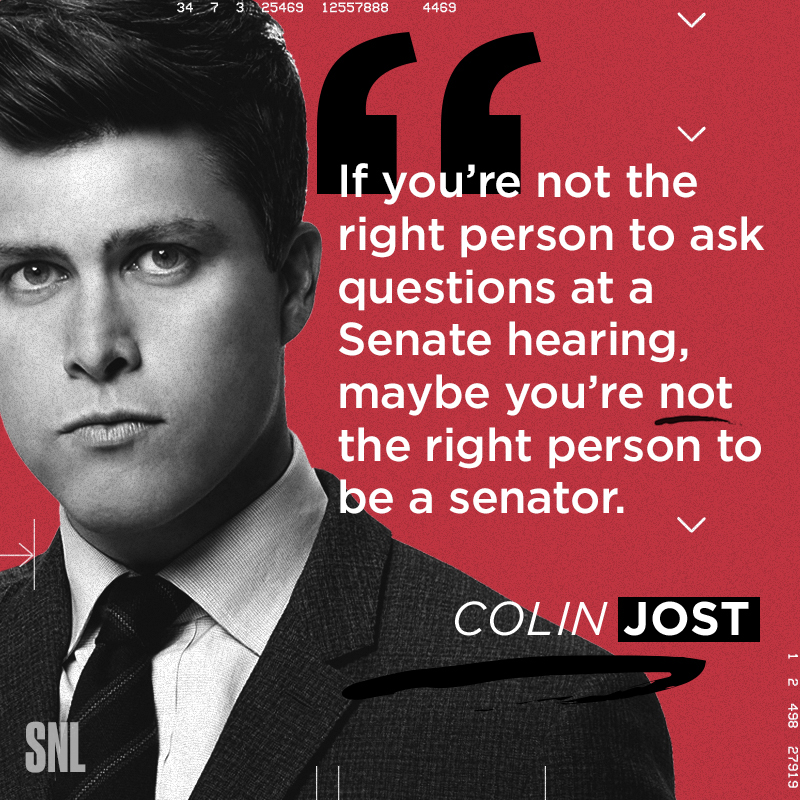 34 7 3 25469 12557888 4469
“
If you’re not the
right person to ask
questions at a
Senate hearing,
maybe you’re not
the right person to
be a senator.
COLIN JOST
1 2 498 27919
SNL